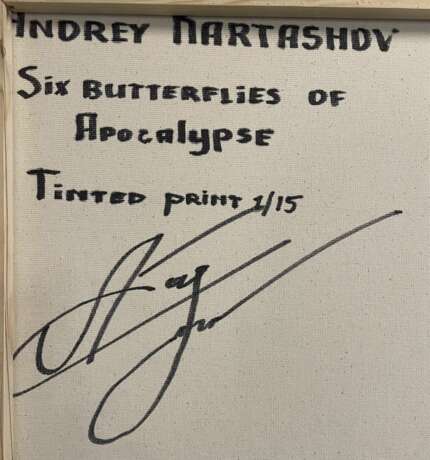 ANDREY NARTASHOV
Six BUTTERFLiES OF
APOCALYPSE
TINTED PRiNT 1/15